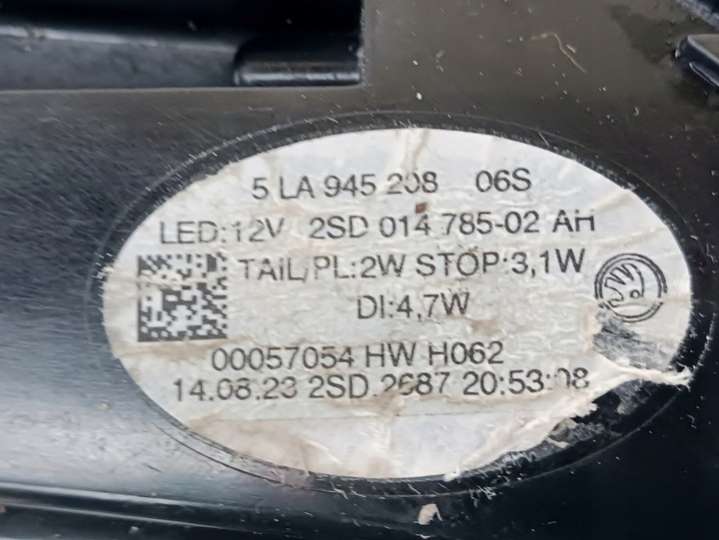 5 LA 945 208 06S
LED:12V 2SD 014 785-02 AH
TAIL/PL:2W STOP:3,1W
DI:4,7W
00057054 HW H062
14.08.23 2SD.2687 20:53:08